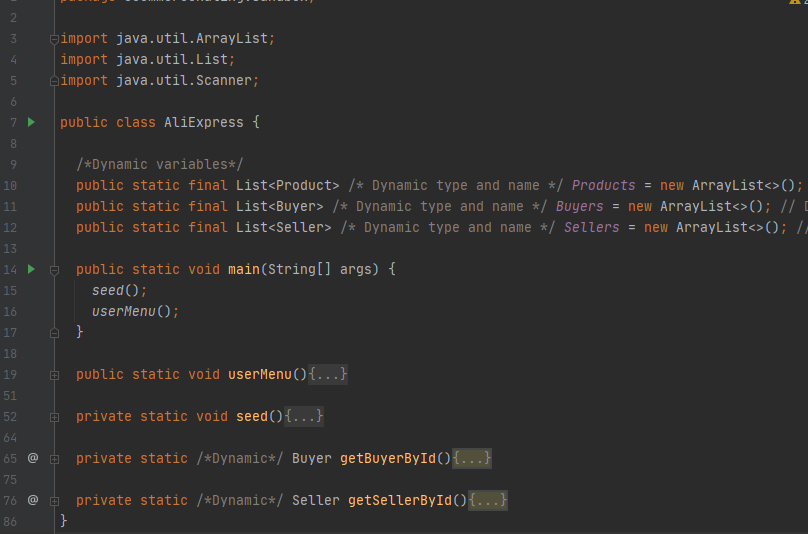 2
3 import java.util.ArrayList;
4 import java.util.List;
5 import java.util.Scanner;
6
7 public class AliExpress {
8
9 /*Dynamic variables*/
10 public static final List<Product> /* Dynamic type and name */ Products = new ArrayList<>();
11 public static final List<Buyer> /* Dynamic type and name */ Buyers = new ArrayList<>(); //
12 public static final List<Seller> /* Dynamic type and name */ Sellers = new ArrayList<>(); //
13
14 public static void main(String[] args) {
15 seed();
16 userMenu();
17 }
18
19 public static void userMenu(){...}
51
52 private static void seed(){...}
64
65 @ private static /*Dynamic*/ Buyer getBuyerById(){...}
75
76 @ private static /*Dynamic*/ Seller getSellerById(){...}
86 }